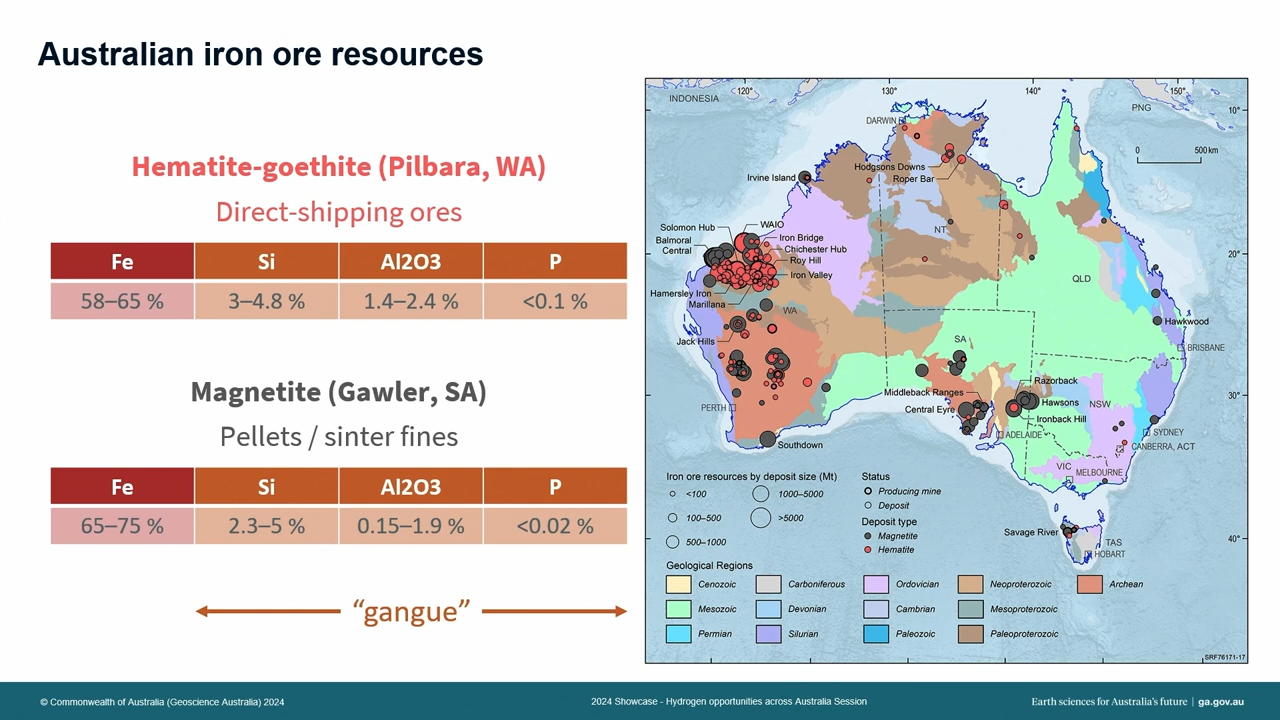 Australian iron ore resources
Hematite-goethite (Pilbara, WA)
Direct-shipping ores
Fe Si Al2O3 P
58–65 % 3–4.8 % 1.4–2.4 % <0.1 %
Magnetite (Gawler, SA)
Pellets / sinter fines
Fe Si Al2O3 P
65–75 % 2.3–5 % 0.15–1.9 % <0.02 %
“gangue”
120° 130° 140° 150°
INDONESIA
PNG
10°
DARWIN
0 500 km
Hodgsons Downs
Roper Bar
Irvine Island
Solomon Hub
WAIO
Balmoral
Central
Iron Bridge
Chichester Hub
Roy Hill
Iron Valley
NT
20°
QLD
Hamersley Iron
Marillana
WA
Jack Hills
SA
Hawkwood
BRISBANE
Razorback
Middleback Ranges
30°
PERTH
Central Eyre
Hawsons
NSW
Ironback Hill
ADELAIDE
SYDNEY
CANBERRA, ACT
Southdown
VIC
MELBOURNE
Savage River
TAS
HOBART
40°
Iron ore resources by deposit size (Mt)
<100
100–500
500–1000
1000–5000
>5000
Status
Producing mine
Deposit
Deposit type
Magnetite
Hematite
Geological Regions
Cenozoic Carboniferous Ordovician Neoproterozoic Archean
Mesozoic Devonian Cambrian Mesoproterozoic
Permian Silurian Paleozoic Paleoproterozoic
SRF76171-17
© Commonwealth of Australia (Geoscience Australia) 2024
2024 Showcase - Hydrogen opportunities across Australia Session
Earth sciences for Australia's future | ga.gov.au